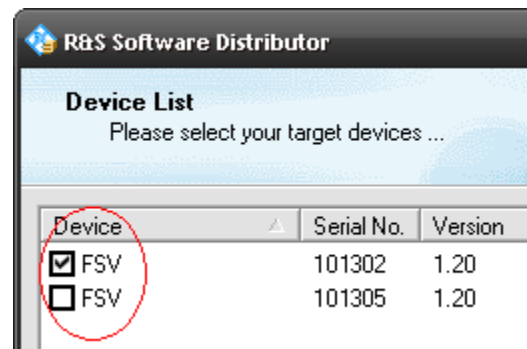 R&S Software Distributor
Device List
Please select your target devices ...
Device Serial No. Version
FSV 101302 1.20
FSV 101305 1.20